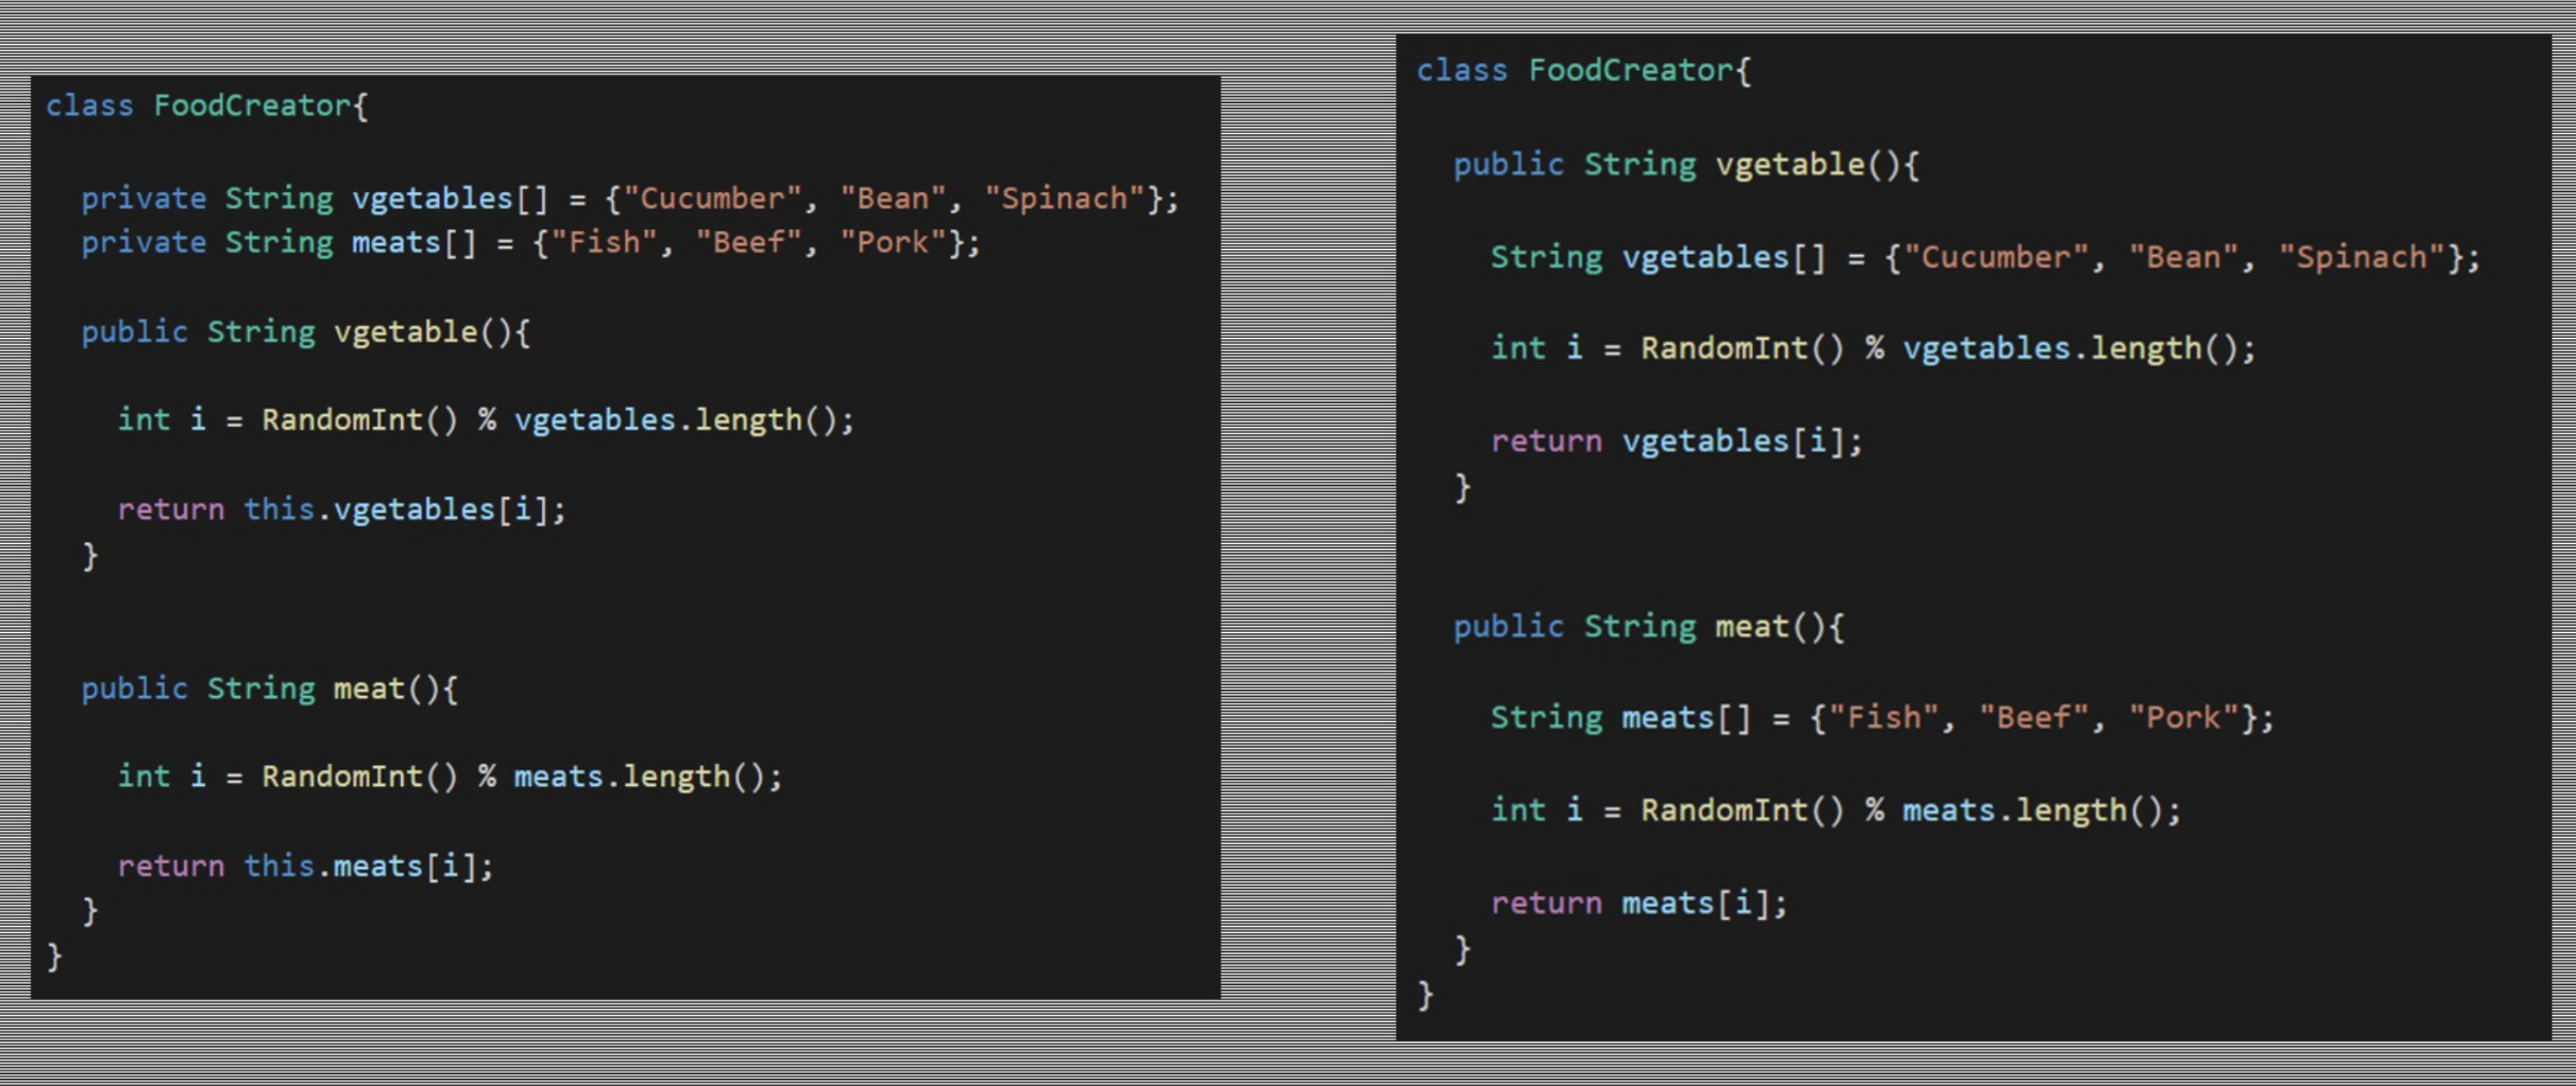 class FoodCreator{
private String vgetables[] = {"Cucumber", "Bean", "Spinach"};
private String meats[] = {"Fish", "Beef", "Pork"};
public String vgetable(){
int i = RandomInt() % vgetables.length();
return this.vgetables[i];
}
public String meat(){
int i = RandomInt() % meats.length();
return this.meats[i];
}
}
class FoodCreator{
public String vgetable(){
String vgetables[] = {"Cucumber", "Bean", "Spinach"};
int i = RandomInt() % vgetables.length();
return vgetables[i];
}
public String meat(){
String meats[] = {"Fish", "Beef", "Pork"};
int i = RandomInt() % meats.length();
return meats[i];
}
}